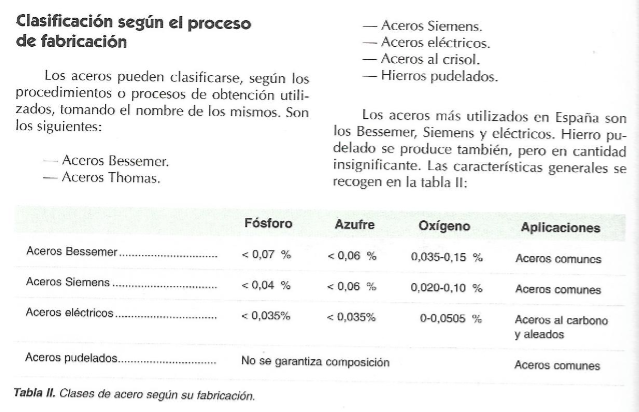 Clasificación según el proceso
de fabricación
Los aceros pueden clasificarse, según los
procedimientos o procesos de obtención utili-
zados, tomando el nombre de los mismos. Son
los siguientes:
— Aceros Bessemer.
— Aceros Thomas.
— Aceros Siemens.
— Aceros eléctricos.
— Aceros al crisol.
— Hierros pudelados.
Los aceros más utilizados en España son
los Bessemer, Siemens y eléctricos. Hierro pu-
delado se produce también, pero en cantidad
insignificante. Las características generales se
recogen en la tabla II:
Fósforo Azufre Oxígeno Aplicaciones
Aceros Bessemer.............................. < 0,07 % < 0,06 % 0,035-0,15 % Aceros comunes
Aceros Siemens................................ < 0,04 % < 0,06 % 0,020-0,10 % Aceros comunes
Aceros eléctricos............................... < 0,035% < 0,035% 0-0,0505 % Aceros al carbono
y aleados
Aceros pudelados.............................. No se garantiza composición Aceros comunes
Tabla II. Clases de acero según su fabricación.